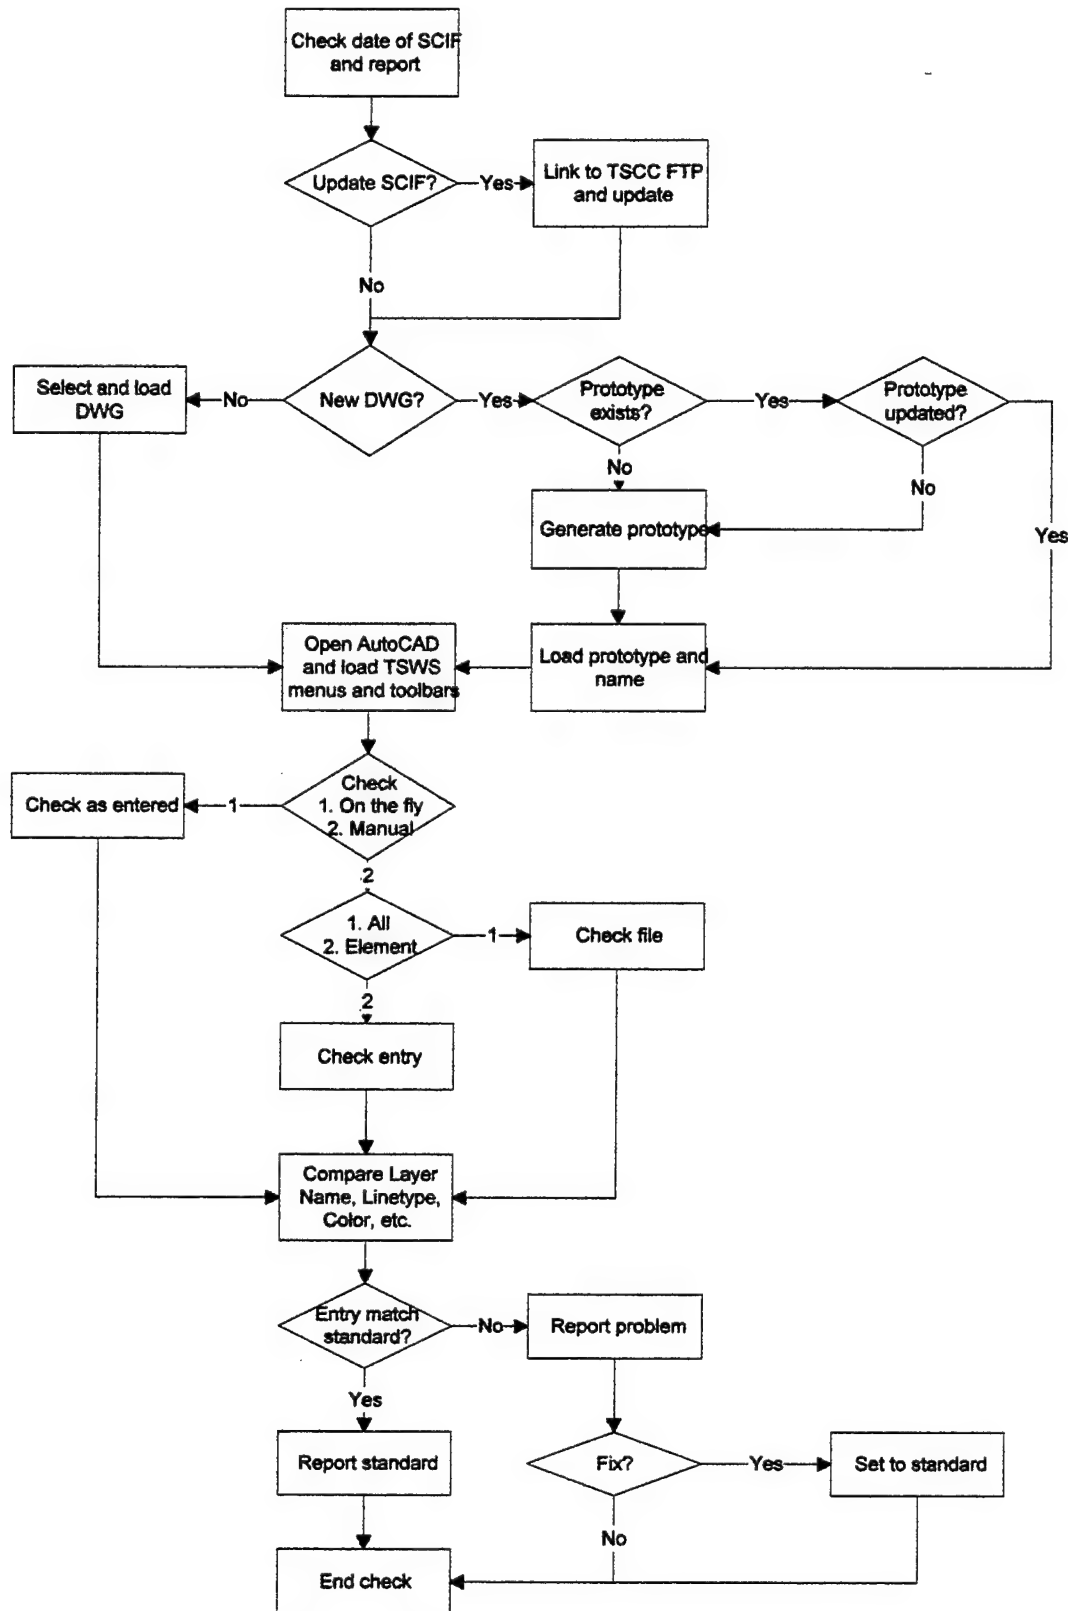 Check date of SCIF
and report
Update SCIF?
Yes
Link to TSCC FTP
and update
No
Select and load
DWG
No
New DWG?
Yes
Prototype
exists?
Yes
Prototype
updated?
No
No
Generate prototype
Yes
Open AutoCAD
and load TSWS
menus and toolbars
Load prototype and
name
Check as entered
1
Check
1. On the fly
2. Manual
2
1. All
2. Element
1
Check file
2
Check entry
Compare Layer
Name, Linetype,
Color, etc.
Entry match
standard?
No
Report problem
Yes
Report standard
Fix?
Yes
Set to standard
No
End check